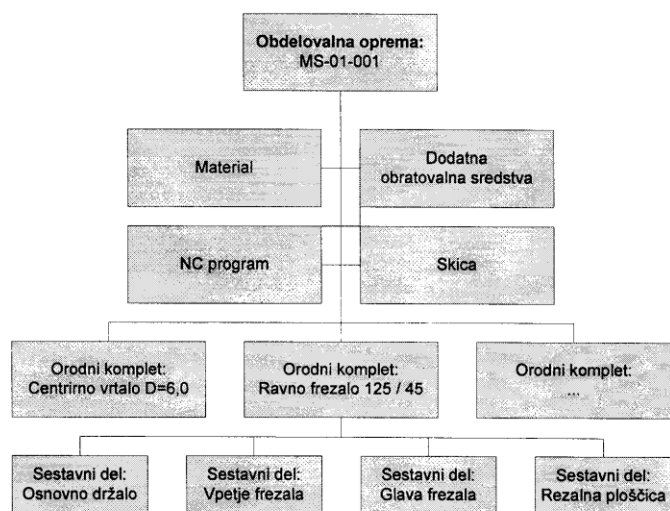 Obdelovalna oprema:
MS-01-001
Material
Dodatna
obratovalna sredstva
NC program
Skica
Orodni komplet:
Centrirno vrtalo D=6,0
Orodni komplet:
Ravno frezalo 125 / 45
Orodni komplet:
...
Sestavni del:
Osnovno držalo
Sestavni del:
Vpetje frezala
Sestavni del:
Glava frezala
Sestavni del:
Rezalna ploščica